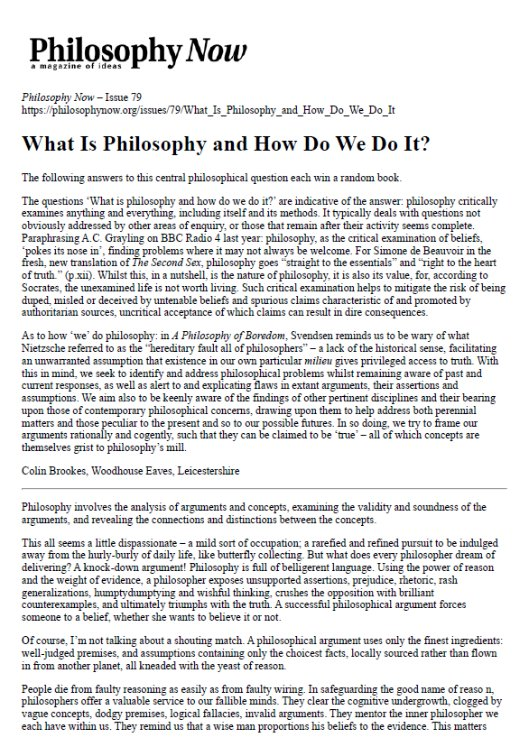 Philosophy Now
a magazine of ideas
Philosophy Now – Issue 79
https://philosophynow.org/issues/79/What_Is_Philosophy_and_How_Do_We_Do_It
What Is Philosophy and How Do We Do It?
The following answers to this central philosophical question each win a random book.
The questions ‘What is philosophy and how do we do it?’ are indicative of the answer: philosophy critically
examines anything and everything, including itself and its methods. It typically deals with questions not
obviously addressed by other areas of enquiry, or those that remain after their activity seems complete.
Paraphrasing A.C. Grayling on BBC Radio 4 last year: philosophy, as the critical examination of beliefs,
‘pokes its nose in’, finding problems where it may not always be welcome. For Simone de Beauvoir in the
fresh, new translation of The Second Sex, philosophy goes “straight to the essentials” and “right to the heart
of truth.” (p.xii). Whilst this, in a nutshell, is the nature of philosophy, it is also its value, for, according to
Socrates, the unexamined life is not worth living. Such critical examination helps to mitigate the risk of being
duped, misled or deceived by untenable beliefs and spurious claims characteristic of and promoted by
authoritarian sources, uncritical acceptance of which claims can result in dire consequences.
As to how ‘we’ do philosophy: in A Philosophy of Boredom, Svendsen reminds us to be wary of what
Nietzsche referred to as the “hereditary fault all of philosophers” – a lack of the historical sense, facilitating
an unwarranted assumption that existence in our own particular milieu gives privileged access to truth. With
this in mind, we seek to identify and address philosophical problems whilst remaining aware of past and
current responses, as well as alert to and explicating flaws in extant arguments, their assertions and
assumptions. We aim also to be keenly aware of the findings of other pertinent disciplines and their bearing
upon those of contemporary philosophical concerns, drawing upon them to help address both perennial
matters and those peculiar to the present and so to our possible futures. In so doing, we try to frame our
arguments rationally and cogently, such that they can be claimed to be ‘true’ – all of which concepts are
themselves grist to philosophy’s mill.
Colin Brookes, Woodhouse Eaves, Leicestershire
Philosophy involves the analysis of arguments and concepts, examining the validity and soundness of the
arguments, and revealing the connections and distinctions between the concepts.
This all seems a little dispassionate – a mild sort of occupation; a rarefied and refined pursuit to be indulged
away from the hurly-burly of daily life, like butterfly collecting. But what does every philosopher dream of
delivering? A knock-down argument! Philosophy is full of belligerent language. Using the power of reason
and the weight of evidence, a philosopher exposes unsupported assertions, prejudice, rhetoric, rash
generalizations, humptydumptying and wishful thinking, crushes the opposition with brilliant
counterexamples, and ultimately triumphs with the truth. A successful philosophical argument forces
someone to a belief, whether she wants to believe it or not.
Of course, I’m not talking about a shouting match. A philosophical argument uses only the finest ingredients:
well-judged premises, and assumptions containing only the choicest facts, locally sourced rather than flown
in from another planet, all kneaded with the yeast of reason.
People die from faulty reasoning as easily as from faulty wiring. In safeguarding the good name of reaso n,
philosophers offer a valuable service to our fallible minds. They clear the cognitive undergrowth, clogged by
vague concepts, dodgy premises, logical fallacies, invalid arguments. They mentor the inner philosopher we
each have within us. They remind us that a wise man proportions his beliefs to the evidence. This matters